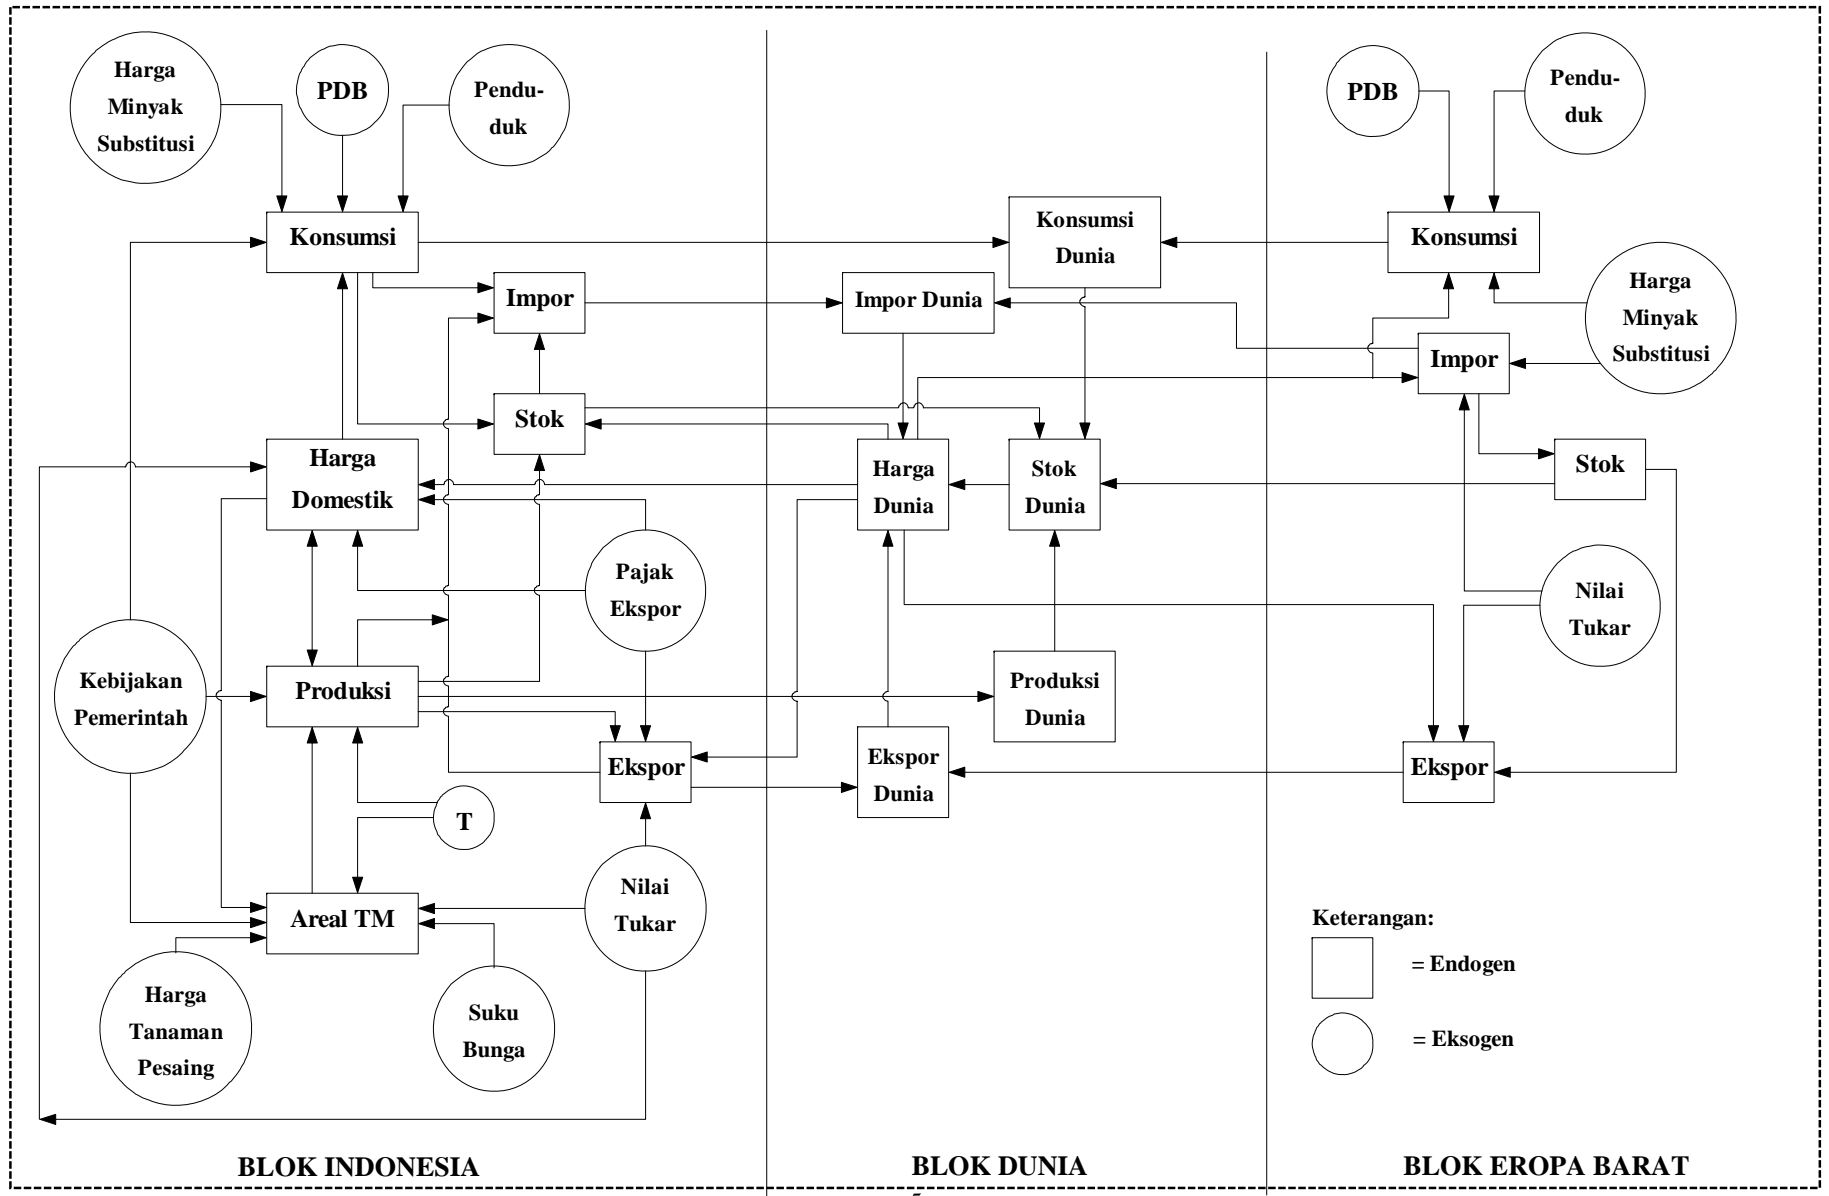 Harga
Minyak
Substitusi
PDB
Pendu-
duk
PDB
Pendu-
duk
Konsumsi
Konsumsi
Dunia
Konsumsi
Impor
Impor Dunia
Harga
Minyak
Substitusi
Impor
Stok
Harga
Domestik
Harga
Dunia
Stok
Dunia
Stok
Pajak
Ekspor
Nilai
Tukar
Kebijakan
Pemerintah
Produksi
Produksi
Dunia
Ekspor
Ekspor
Dunia
Ekspor
T
Areal TM
Nilai
Tukar
Harga
Tanaman
Pesaing
Suku
Bunga
Keterangan:
= Endogen
= Eksogen
BLOK INDONESIA
BLOK DUNIA
BLOK EROPA BARAT